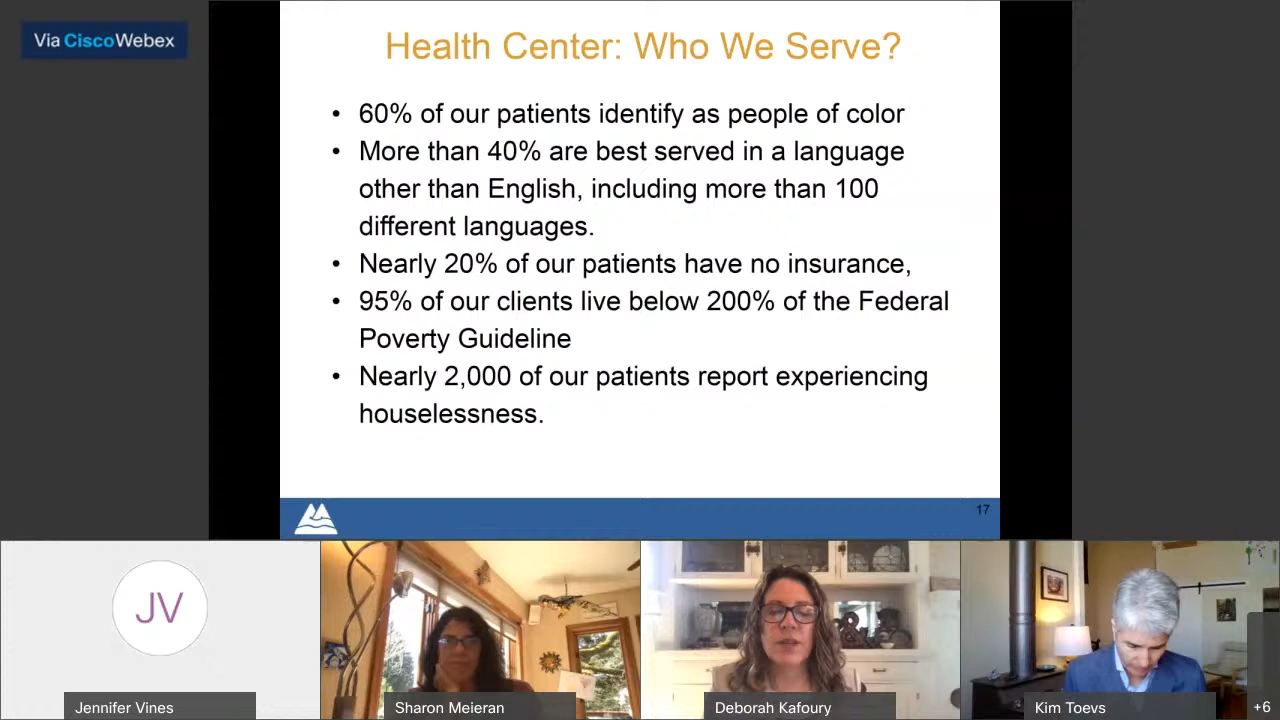 Via CiscoWebex
Health Center: Who We Serve?
• 60% of our patients identify as people of color
• More than 40% are best served in a language
other than English, including more than 100
different languages.
• Nearly 20% of our patients have no insurance,
• 95% of our clients live below 200% of the Federal
Poverty Guideline
• Nearly 2,000 of our patients report experiencing
houselessness.
17
JV
Jennifer Vines
Sharon Meieran
Deborah Kafoury
Kim Toevs
+6